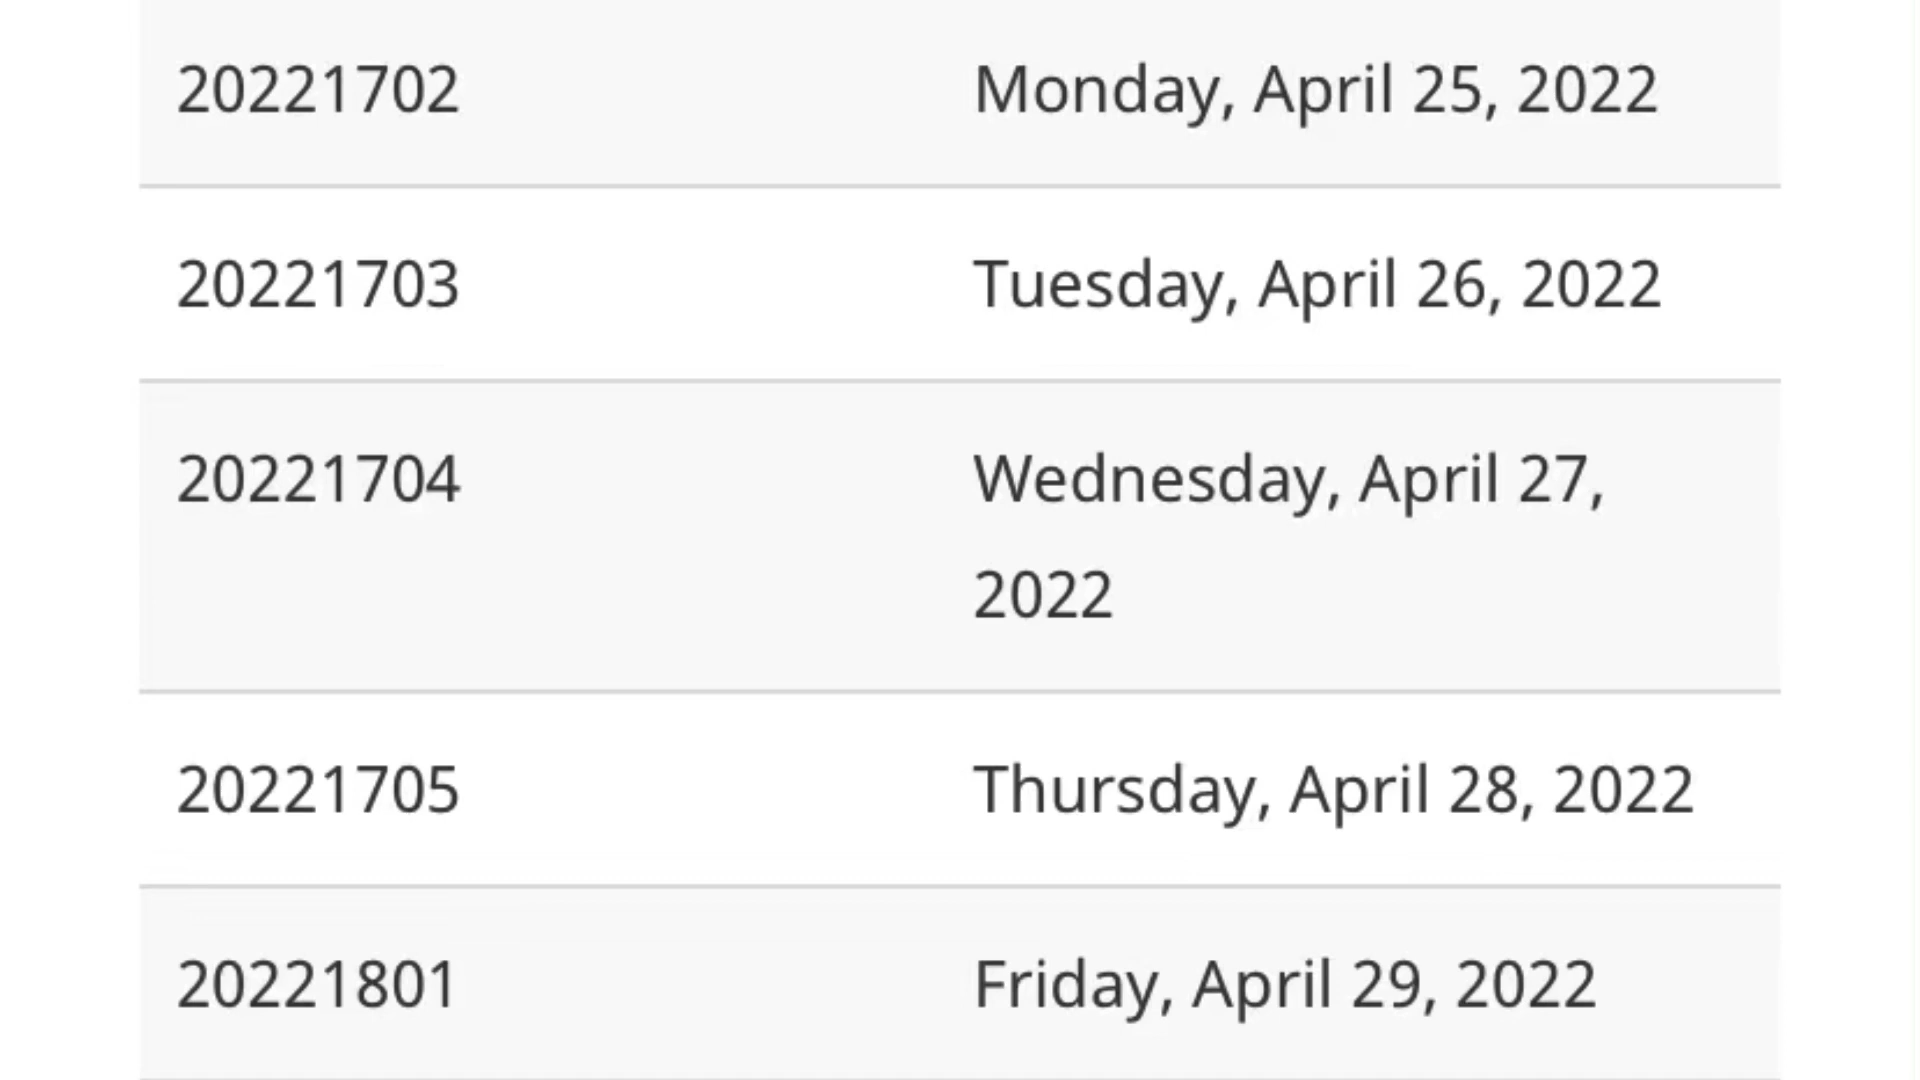 20221702 Monday, April 25, 2022
20221703 Tuesday, April 26, 2022
20221704 Wednesday, April 27,
2022
20221705 Thursday, April 28, 2022
20221801 Friday, April 29, 2022